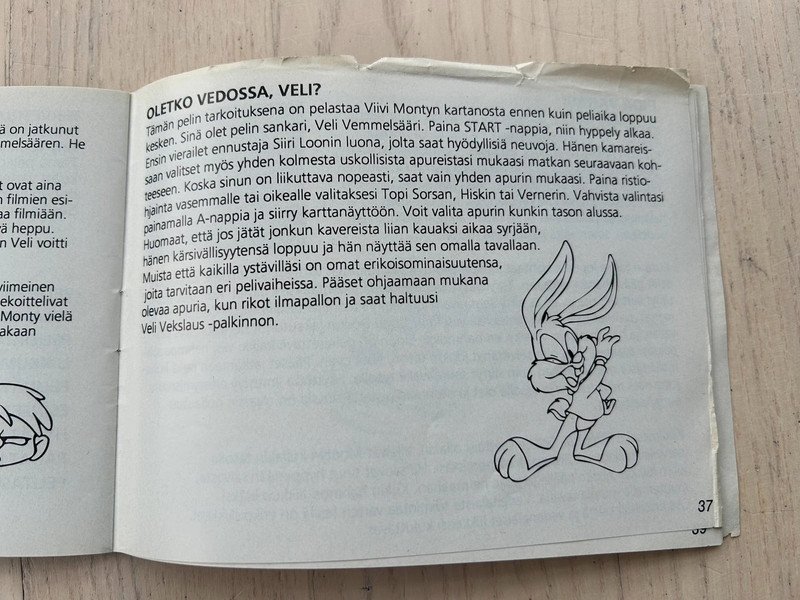 ä on jatkunut
mmelsäären. He
t ovat aina
n filmien esi-
aa filmiään.
ä heppu.
n Veli voitti
viimeinen
ekoittelivat
Monty vielä
akaan
OLETKO VEDOSSA, VELI?
Tämän pelin tarkoituksena on pelastaa Viivi Montyn kartanosta ennen kuin peliaika loppuu
kesken. Sinä olet pelin sankari, Veli Vemmelsääri. Paina START -nappia, niin hyppely alkaa.
Ensin vierailet ennustaja Siiri Loonin luona, jolta saat hyödyllisiä neuvoja. Hänen kamareis-
saan valitset myös yhden kolmesta uskollisista apureistasi mukaasi matkan seuraavaan koh-
teeseen. Koska sinun on liikuttava nopeasti, saat vain yhden apurin mukaasi. Paina ristio-
hjainta vasemmalle tai oikealle valitaksesi Topi Sorsan, Hiskin tai Vernerin. Vahvista valintasi
painamalla A-nappia ja siirry karttanäyttöön. Voit valita apurin kunkin tason alussa.
Huomaat, että jos jätät jonkun kavereista liian kauaksi aikaa syrjään,
hänen kärsivällisyytensä loppuu ja hän näyttää sen omalla tavallaan.
Muista että kaikilla ystävilläsi on omat erikoisominaisuutensa,
joita tarvitaan eri pelivaiheissa. Pääset ohjaamaan mukana
olevaa apuria, kun rikot ilmapallon ja saat haltuusi
Veli Vekslaus -palkinnon.
37
39